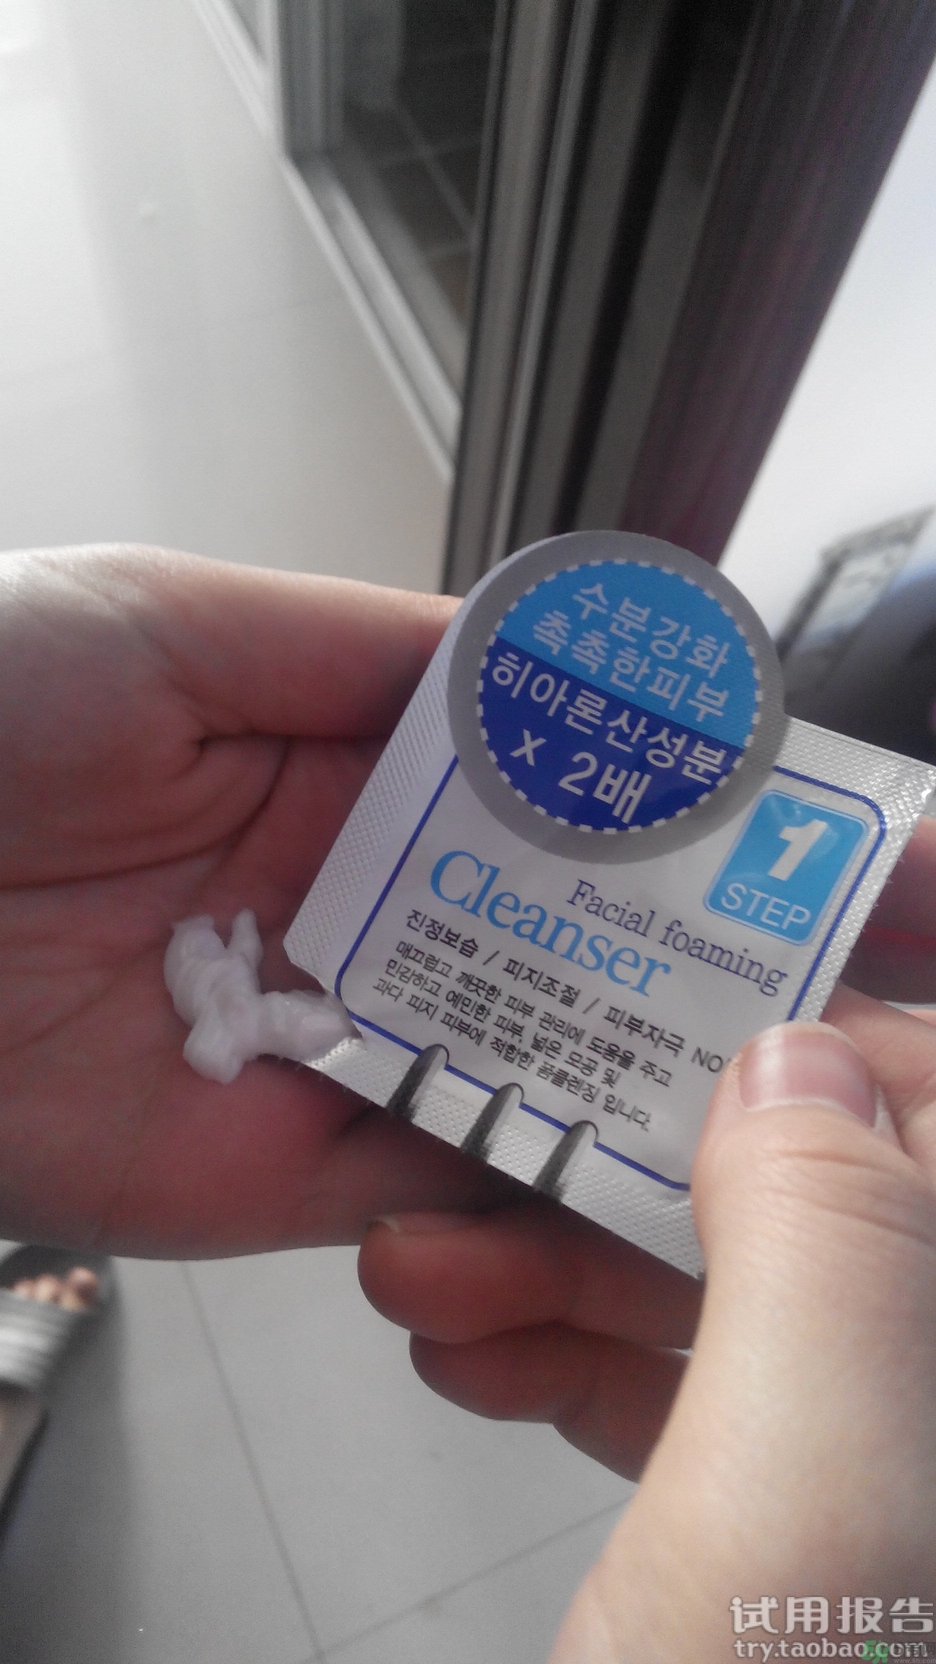 수분강화
촉촉한피부
히아론산성분
x 2배
1
STEP
Facial foaming
Cleanser
진정보습 / 피지조절 / 피부자극 NO
매끄럽고 깨끗한 피부 관리에 도움을 주고
민감하고 예민한 피부, 넓은 모공 및
과다 피지 피부에 적합한 폼클렌징 입니다.
试用报告
try.taobao.com